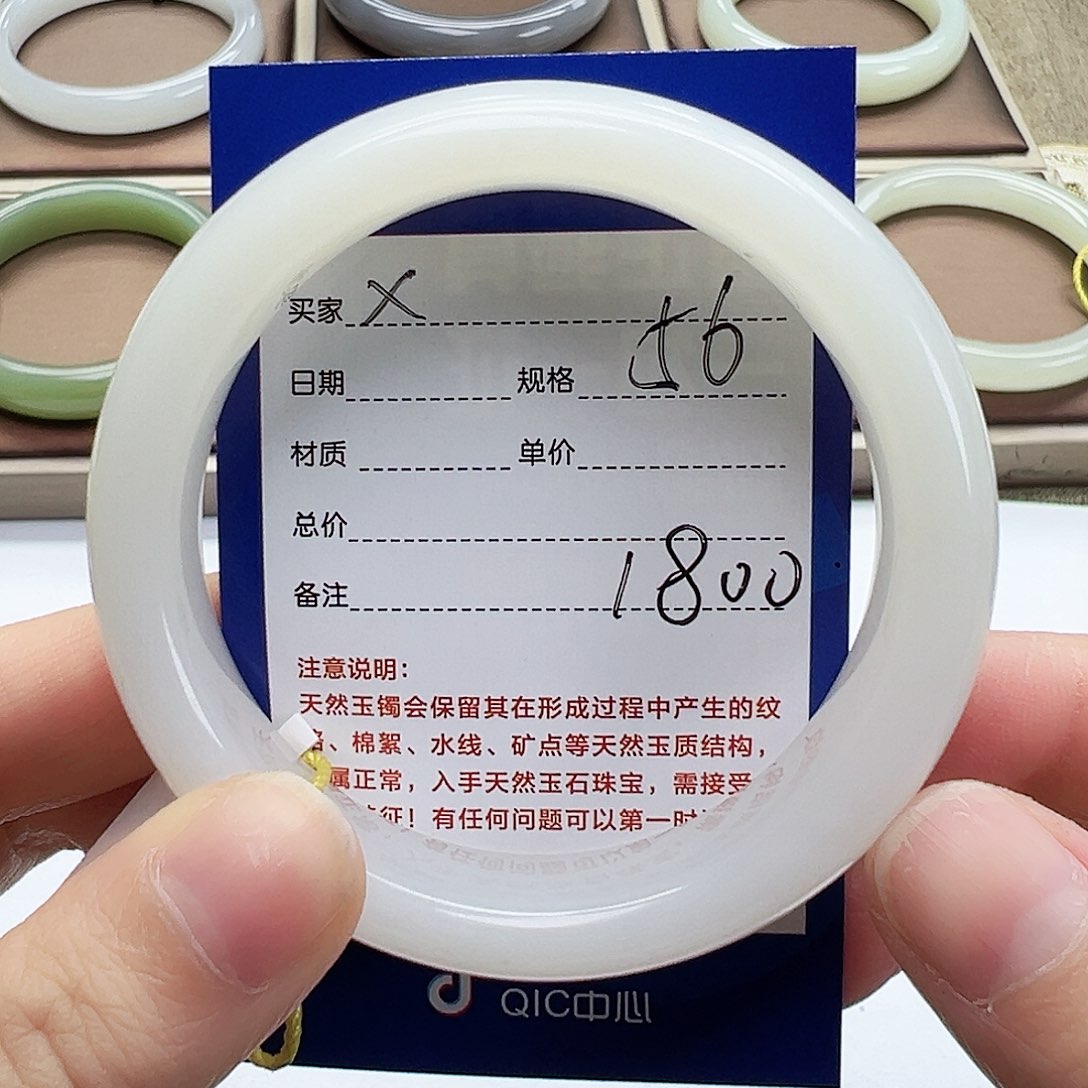 买家 X
日期 规格 56
材质 单价
总价
备注 1800
注意说明：
天然玉镯会保留其在形成过程中产生的纹
、棉絮、水线、矿点等天然玉质结构，
属正常，入手天然玉石珠宝，需接受
征！有任何问题可以第一时
QIC中心